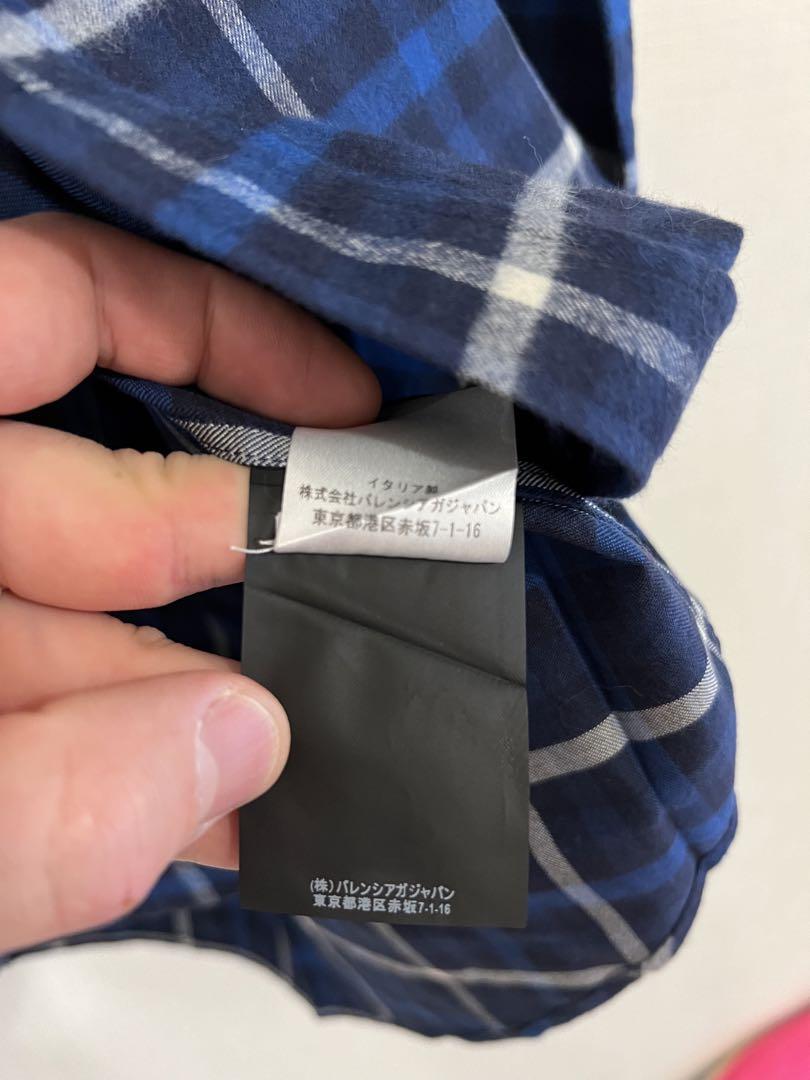 イタリア製
株式会社バレンシアガジャパン
東京都港区赤坂7-1-16
(株)バレンシアガジャパン
東京都港区赤坂7-1-16